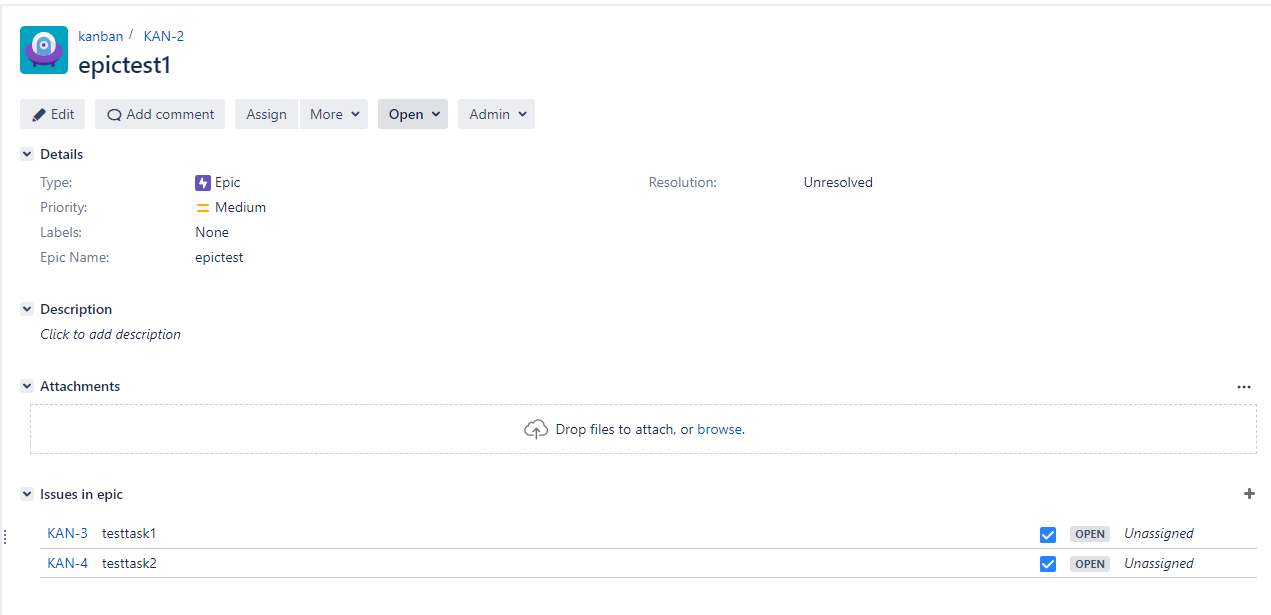 kanban / KAN-2
epictest1
Edit Add comment Assign More Open Admin
Details
Type: Epic Resolution: Unresolved
Priority: Medium
Labels: None
Epic Name: epictest
Description
Click to add description
Attachments
Drop files to attach, or browse.
Issues in epic
KAN-3 testtask1 OPEN Unassigned
KAN-4 testtask2 OPEN Unassigned